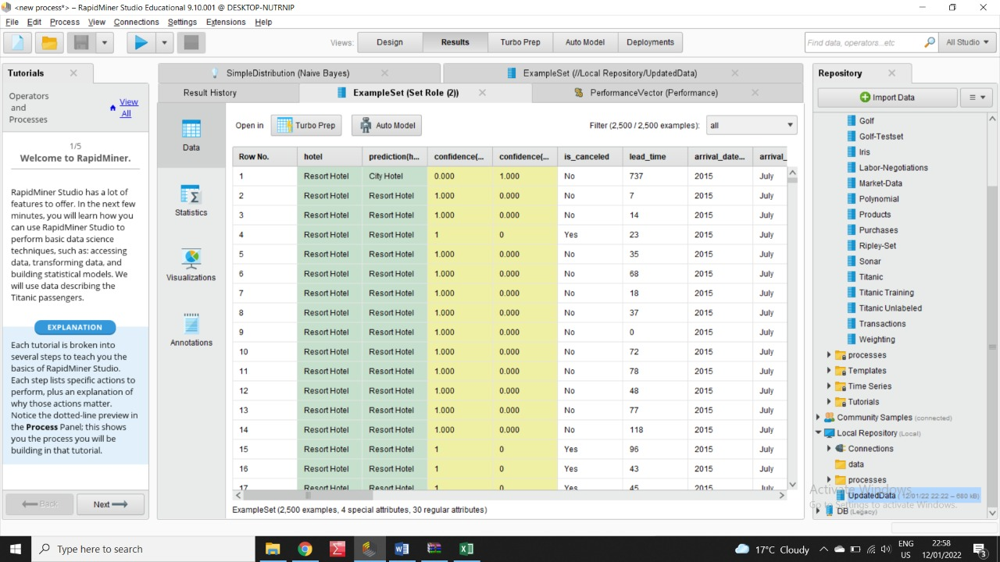 <new process*> – RapidMiner Studio Educational 9.10.001 @ DESKTOP-NUTRNIP
File Edit Process View Connections Settings Extensions Help
Views: Design Results Turbo Prep Auto Model Deployments Find data, operators...etc All Studio
Tutorials
Operators
and
Processes
View
All
1/5
Welcome to RapidMiner.
RapidMiner Studio has a lot of
features to offer. In the next few
minutes, you will learn how you
can use RapidMiner Studio to
perform basic data science
techniques, such as: accessing
data, transforming data, and
building statistical models. We
will use data describing the
Titanic passengers.
EXPLANATION
Each tutorial is broken into
several steps to teach you the
basics of RapidMiner Studio.
Each step lists specific actions to
perform, plus an explanation of
why those actions matter.
Notice the dotted-line preview in
the Process Panel; this shows
you the process you will be
building in that tutorial.
Back Next
SimpleDistribution (Naive Bayes) ExampleSet (//Local Repository/UpdatedData)
Result History ExampleSet (Set Role (2)) PerformanceVector (Performance)
Data
Statistics
Visualizations
Annotations
Open in Turbo Prep Auto Model Filter (2,500 / 2,500 examples): all
Row No. hotel prediction(h... confidence(... confidence(... is_canceled lead_time arrival_date... arrival_
1 Resort Hotel City Hotel 0.000 1.000 No 737 2015 July
2 Resort Hotel Resort Hotel 1.000 0.000 No 7 2015 July
3 Resort Hotel Resort Hotel 1.000 0.000 No 14 2015 July
4 Resort Hotel Resort Hotel 1 0 Yes 23 2015 July
5 Resort Hotel Resort Hotel 1.000 0.000 No 35 2015 July
6 Resort Hotel Resort Hotel 1.000 0.000 No 68 2015 July
7 Resort Hotel Resort Hotel 1.000 0.000 No 18 2015 July
8 Resort Hotel Resort Hotel 1.000 0.000 No 37 2015 July
9 Resort Hotel Resort Hotel 1.000 0.000 No 0 2015 July
10 Resort Hotel Resort Hotel 1.000 0.000 No 72 2015 July
11 Resort Hotel Resort Hotel 1.000 0.000 No 78 2015 July
12 Resort Hotel Resort Hotel 1.000 0.000 No 48 2015 July
13 Resort Hotel Resort Hotel 1.000 0.000 No 77 2015 July
14 Resort Hotel Resort Hotel 1.000 0.000 No 118 2015 July
15 Resort Hotel Resort Hotel 1 0 Yes 96 2015 July
16 Resort Hotel Resort Hotel 1 0 Yes 43 2015 July
17 Resort Hotel Resort Hotel 1 0 Yes 45 2015 July
ExampleSet (2,500 examples, 4 special attributes, 30 regular attributes)
Repository
Import Data
Golf
Golf-Testset
Iris
Labor-Negotiations
Market-Data
Polynomial
Products
Purchases
Ripley-Set
Sonar
Titanic
Titanic Training
Titanic Unlabeled
Transactions
Weighting
processes
Templates
Time Series
Tutorials
Community Samples (connected)
Local Repository (Local)
Connections
data
processes
Activate Windows
UpdatedData (12/01/22 22:22 – 680 kB)
Go to Settings to activate Windows.
DB (Legacy)
Type here to search 17°C Cloudy ENG US 22:58 12/01/2022 3